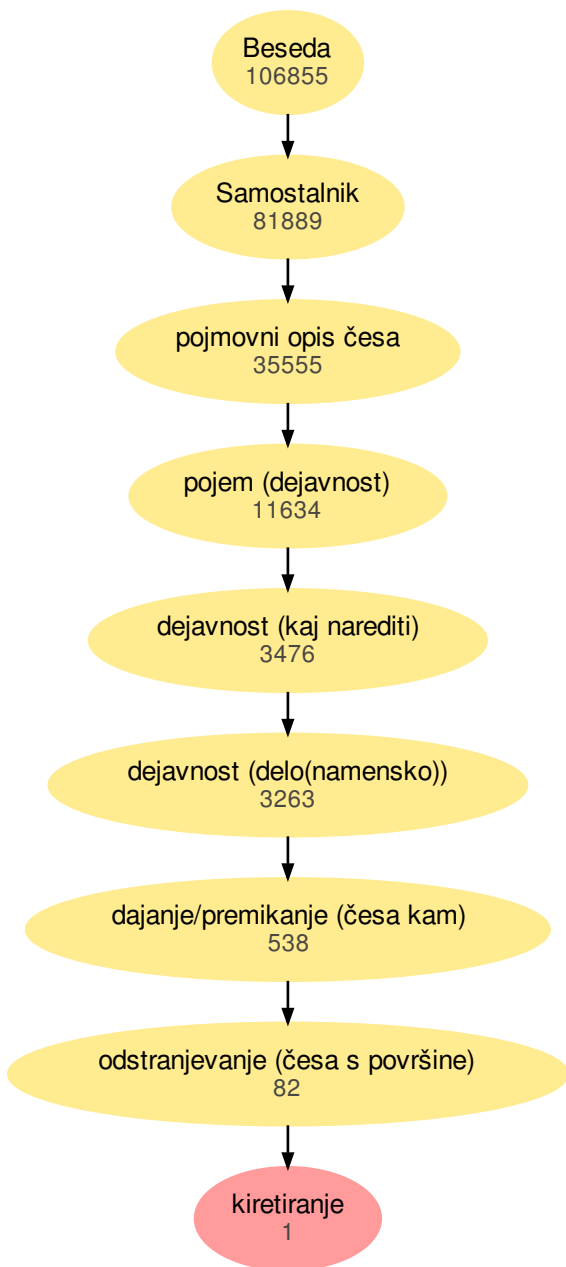 Beseda
106855
Samostalnik
81889
pojmovni opis česa
35555
pojem (dejavnost)
11634
dejavnost (kaj narediti)
3476
dejavnost (delo(namensko))
3263
dajanje/premikanje (česa kam)
538
odstranjevanje (česa s površine)
82
kiretiranje
1